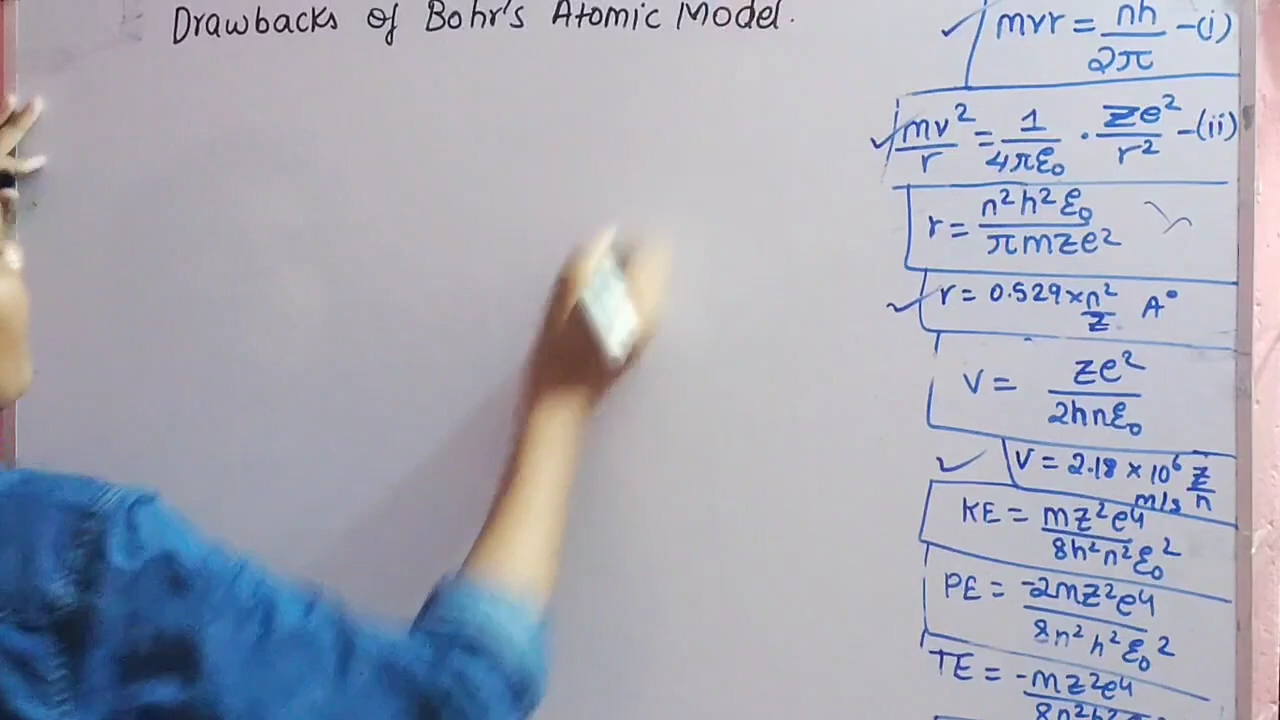 Drawbacks of Bohr's Atomic Model.
mvr = nh/2π -(i)
mv²/r = 1/4πε₀ · ze²/r² -(ii)
r = n²h²ε₀/πmze²
r = 0.529×n²/z A°
V = ze²/2hnε₀
V = 2.18 × 10⁶ z/n m/s
KE = mz²e⁴/8h²n²ε₀²
PE = -2mz²e⁴/8n²h²ε₀²
TE = -mz²e⁴/8n²h²